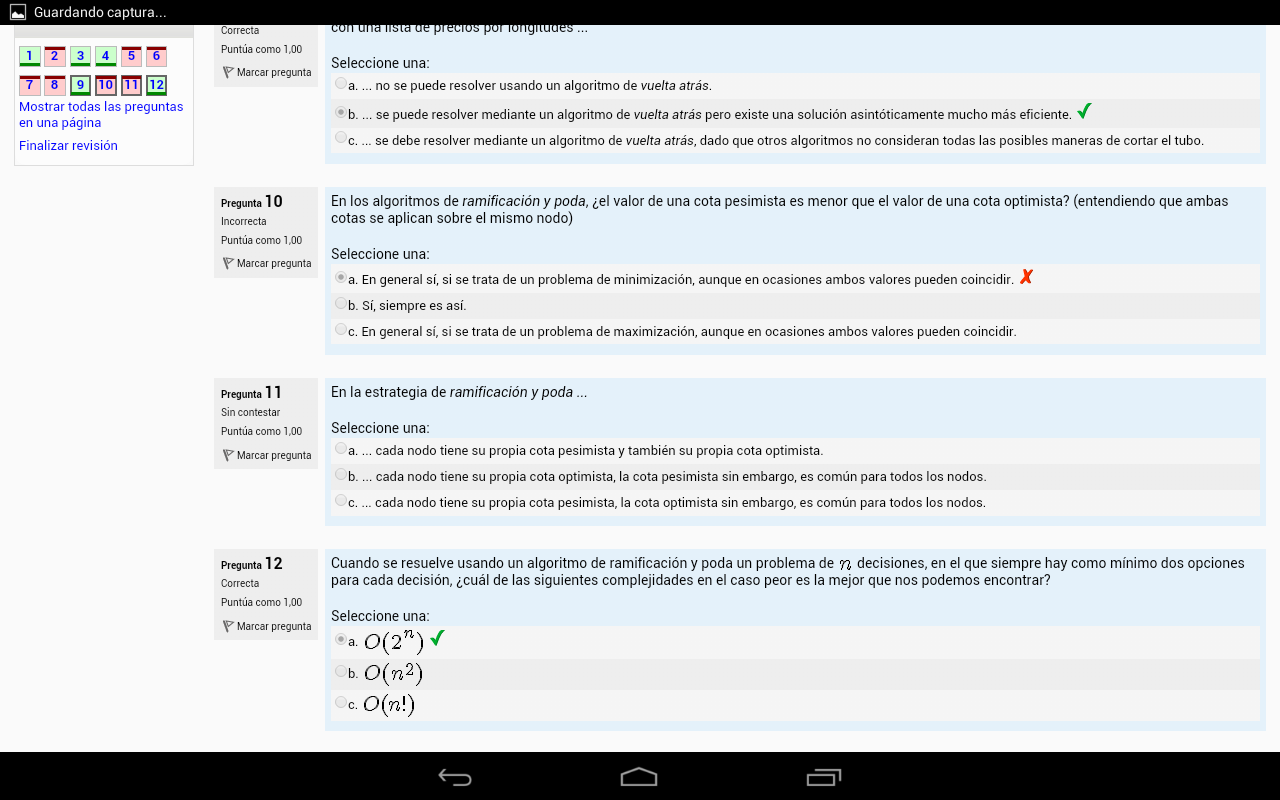 Guardando captura...
1 2 3 4 5 6
7 8 9 10 11 12
Mostrar todas las preguntas
en una página
Finalizar revisión
Correcta
Puntúa como 1,00
Marcar pregunta
con una lista de precios por longitudes ...
Seleccione una:
a. ... no se puede resolver usando un algoritmo de vuelta atrás.
b. ... se puede resolver mediante un algoritmo de vuelta atrás pero existe una solución asintóticamente mucho más eficiente.
c. ... se debe resolver mediante un algoritmo de vuelta atrás, dado que otros algoritmos no consideran todas las posibles maneras de cortar el tubo.
Pregunta 10
Incorrecta
Puntúa como 1,00
Marcar pregunta
En los algoritmos de ramificación y poda, ¿el valor de una cota pesimista es menor que el valor de una cota optimista? (entendiendo que ambas
cotas se aplican sobre el mismo nodo)
Seleccione una:
a. En general sí, si se trata de un problema de minimización, aunque en ocasiones ambos valores pueden coincidir.
b. Sí, siempre es así.
c. En general sí, si se trata de un problema de maximización, aunque en ocasiones ambos valores pueden coincidir.
Pregunta 11
Sin contestar
Puntúa como 1,00
Marcar pregunta
En la estrategia de ramificación y poda ...
Seleccione una:
a. ... cada nodo tiene su propia cota pesimista y también su propia cota optimista.
b. ... cada nodo tiene su propia cota optimista, la cota pesimista sin embargo, es común para todos los nodos.
c. ... cada nodo tiene su propia cota pesimista, la cota optimista sin embargo, es común para todos los nodos.
Pregunta 12
Correcta
Puntúa como 1,00
Marcar pregunta
Cuando se resuelve usando un algoritmo de ramificación y poda un problema de n decisiones, en el que siempre hay como mínimo dos opciones
para cada decisión, ¿cuál de las siguientes complejidades en el caso peor es la mejor que nos podemos encontrar?
Seleccione una:
a. O(2^n)
b. O(n^2)
c. O(n!)